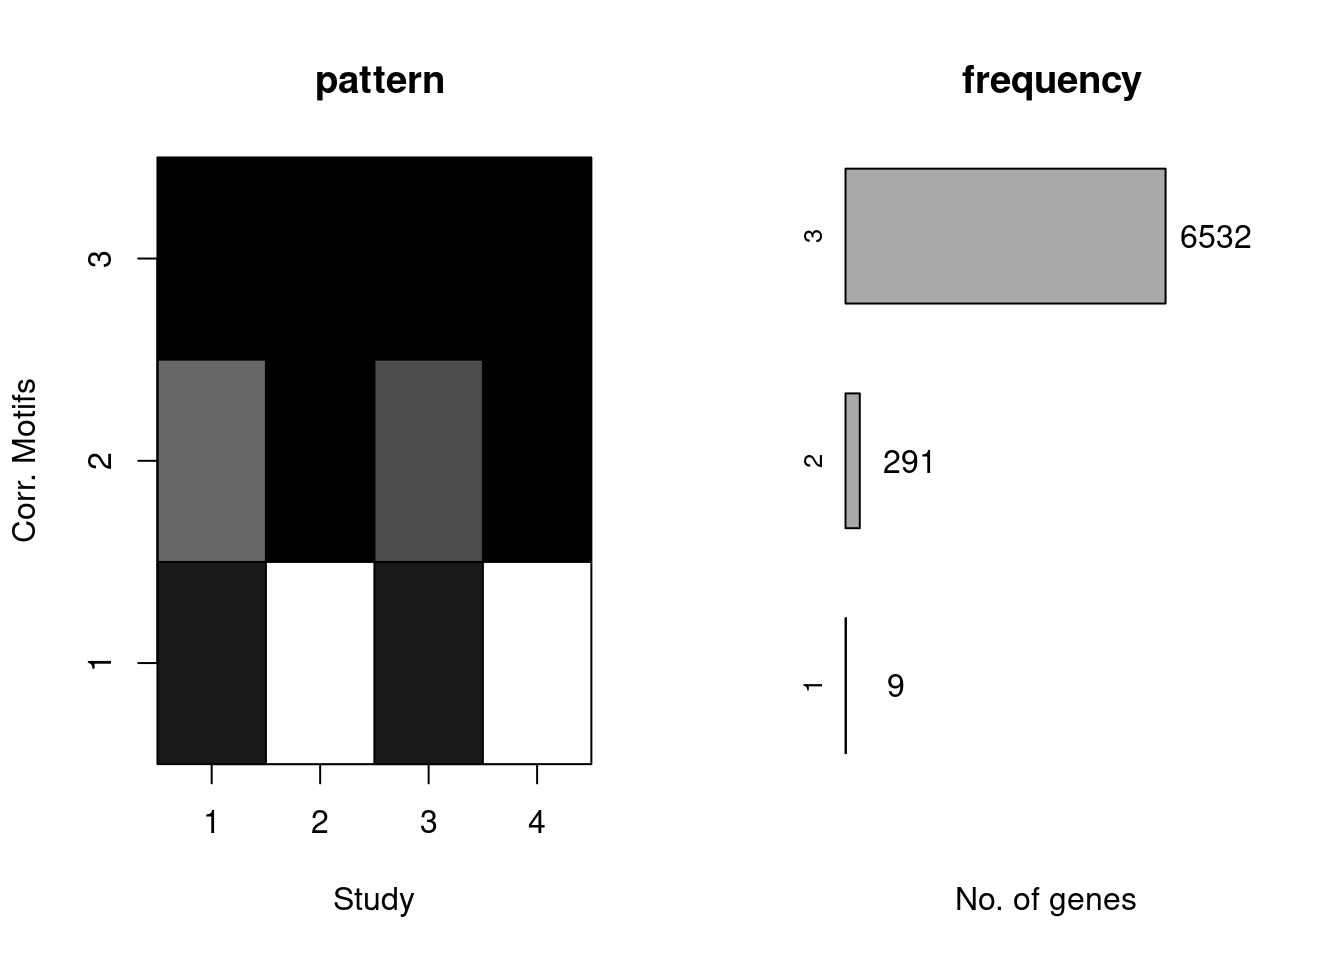 pattern
Corr. Motifs
3
2
1
1 2 3 4
Study
frequency
3
6532
2
291
1
9
No. of genes